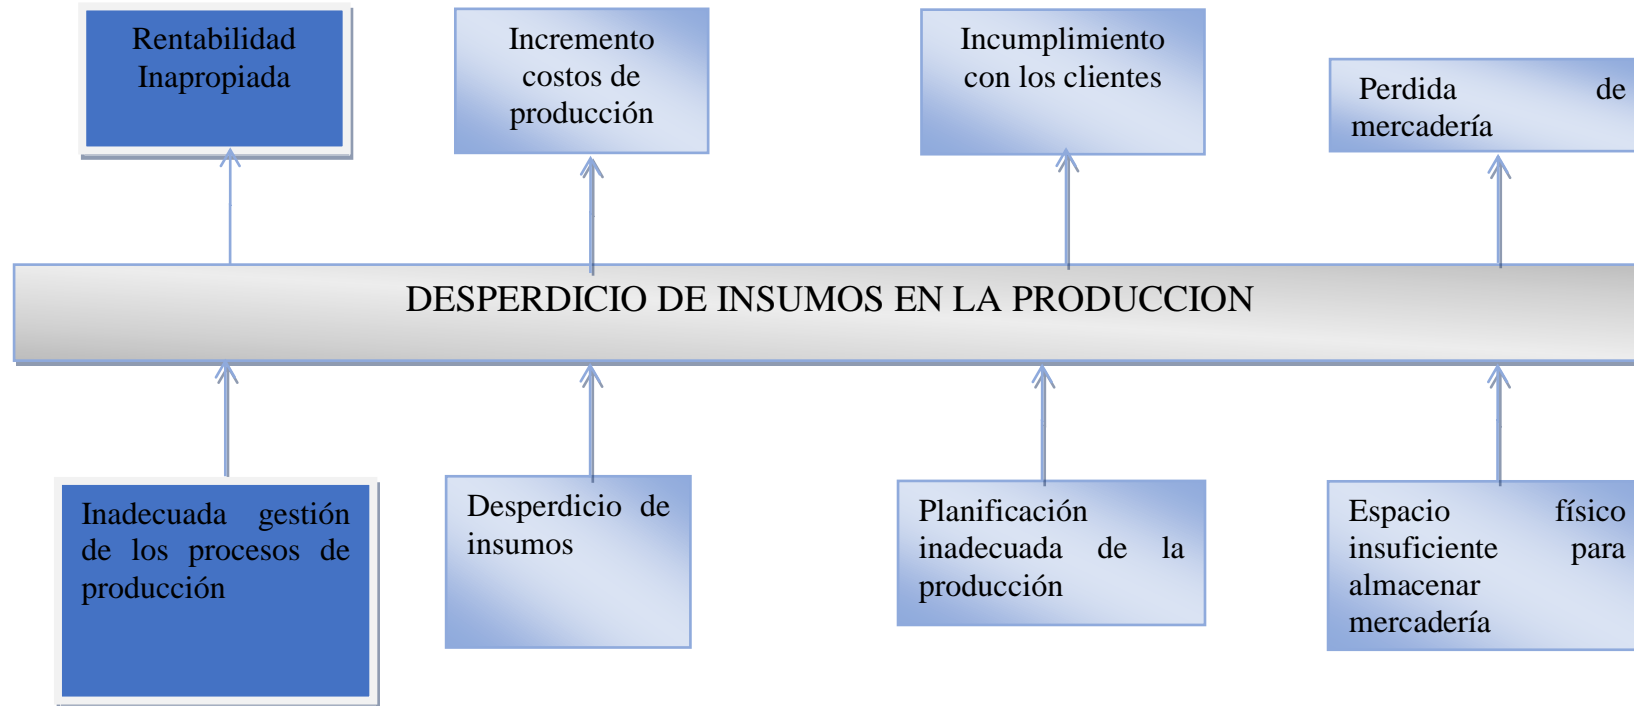 Rentabilidad
Inapropiada
Incremento
costos de
producción
Incumplimiento
con los clientes
Perdida de
mercadería
DESPERDICIO DE INSUMOS EN LA PRODUCCION
Inadecuada gestión
de los procesos de
producción
Desperdicio de
insumos
Planificación
inadecuada de la
producción
Espacio físico
insuficiente para
almacenar
mercadería